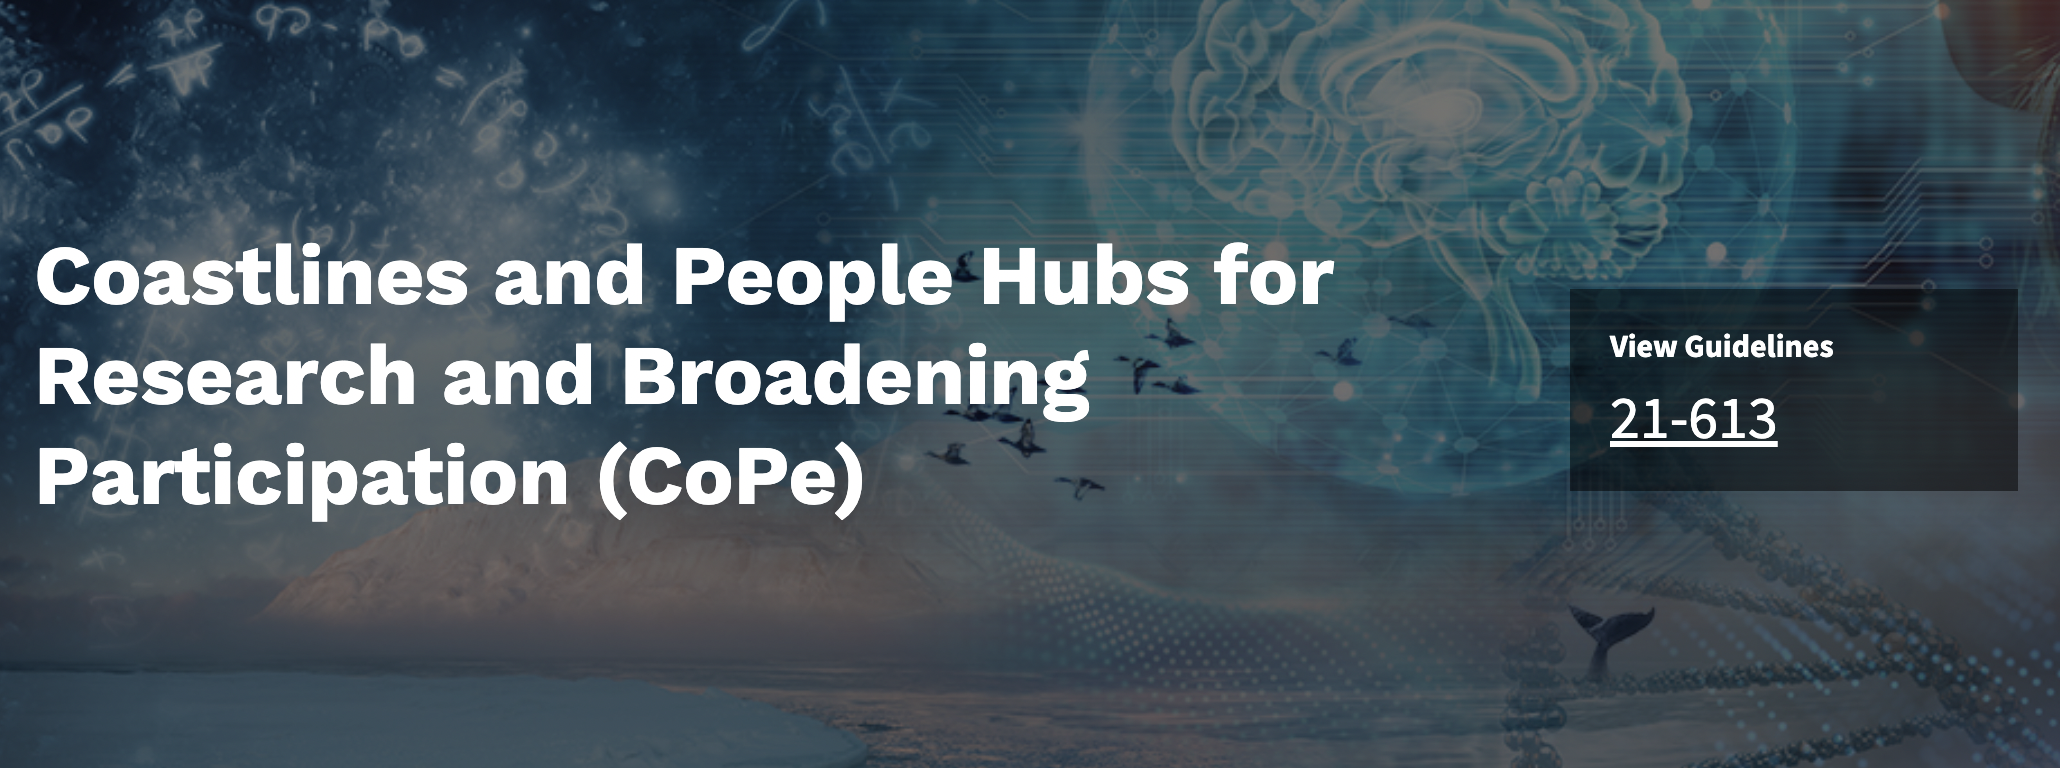 Coastlines and People Hubs for
Research and Broadening
Participation (CoPe)
View Guidelines
21-613